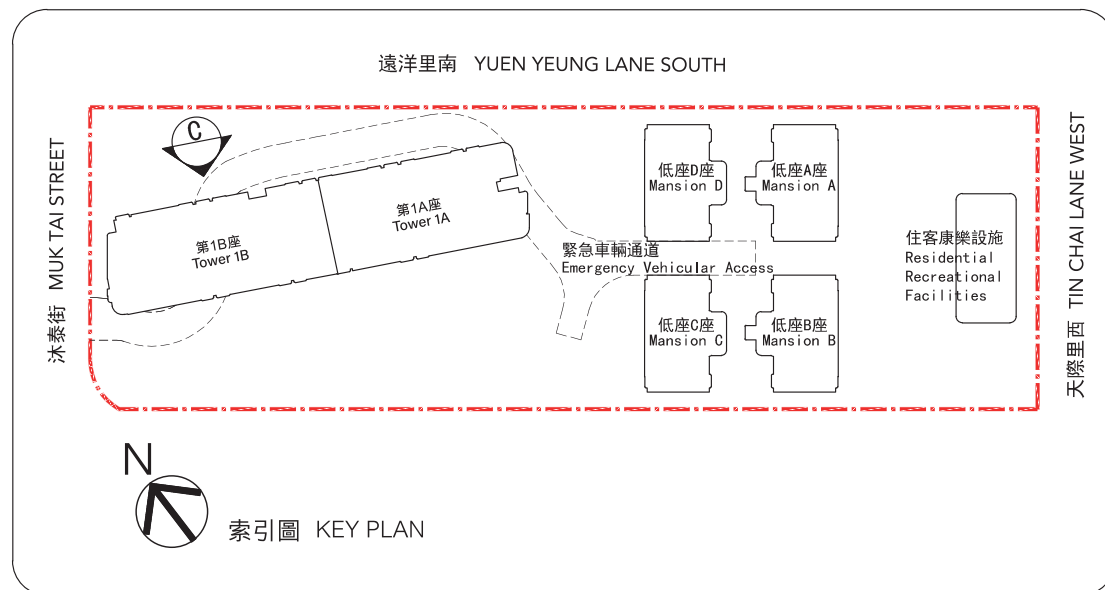 遠洋里南 YUEN YEUNG LANE SOUTH
沐泰街 MUK TAI STREET
C
第1B座
Tower 1B
第1A座
Tower 1A
緊急車輛通道
Emergency Vehicular Access
低座D座
Mansion D
低座A座
Mansion A
低座C座
Mansion C
低座B座
Mansion B
住客康樂設施
Residential
Recreational
Facilities
天際里西 TIN CHAI LANE WEST
N
索引圖 KEY PLAN